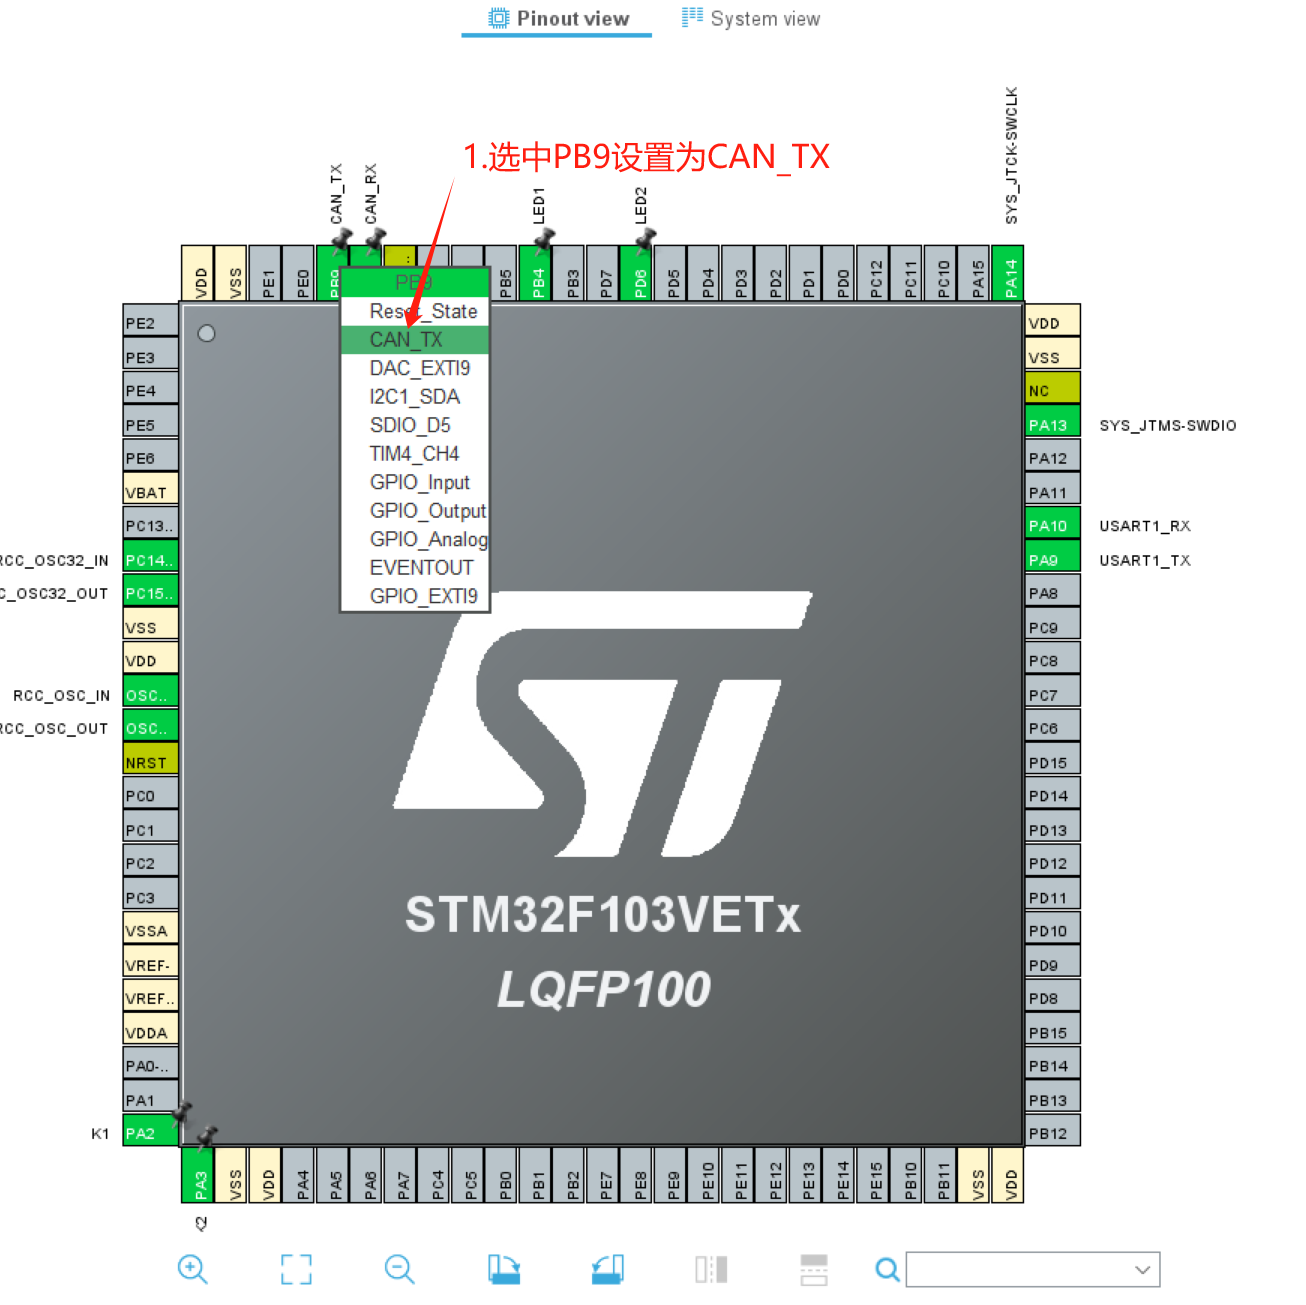 Pinout view
System view
1.选中PB9设置为CAN_TX
CAN_TX
CAN_RX
LED1
LED2
SYS_JTCK-SWCLK
VDD
VSS
PE1
PE0
PB9
PB5
PB4
PB3
PD7
PD6
PD5
PD4
PD3
PD2
PD1
PD0
PC12
PC11
PC10
PA15
PA14
PB9
Reset_State
CAN_TX
DAC_EXTI9
I2C1_SDA
SDIO_D5
TIM4_CH4
GPIO_Input
GPIO_Output
GPIO_Analog
EVENTOUT
GPIO_EXTI9
PE2
PE3
PE4
PE5
PE6
VBAT
PC13..
RCC_OSC32_IN
PC14..
C_OSC32_OUT
PC15..
VSS
VDD
RCC_OSC_IN
OSC..
RCC_OSC_OUT
OSC..
NRST
PC0
PC1
PC2
PC3
VSSA
VREF-
VREF..
VDDA
PA0-..
PA1
K1
PA2
VDD
VSS
NC
PA13
SYS_JTMS-SWDIO
PA12
PA11
PA10
USART1_RX
PA9
USART1_TX
PA8
PC9
PC8
PC7
PC6
PD15
PD14
PD13
PD12
PD11
PD10
PD9
PD8
PB15
PB14
PB13
PB12
STM32F103VETx
LQFP100
PA3
VSS
VDD
PA4
PA5
PA6
PA7
PC4
PC5
PB0
PB1
PB2
PE7
PE8
PE9
PE10
PE11
PE12
PE13
PE14
PE15
PB10
PB11
VSS
VDD
K2